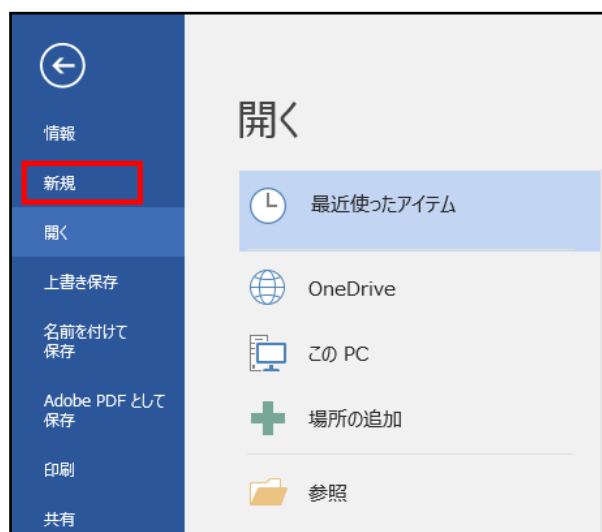 情報
新規
開く
上書き保存
名前を付けて
保存
Adobe PDF として
保存
印刷
共有
開く
最近使ったアイテム
OneDrive
この PC
場所の追加
参照